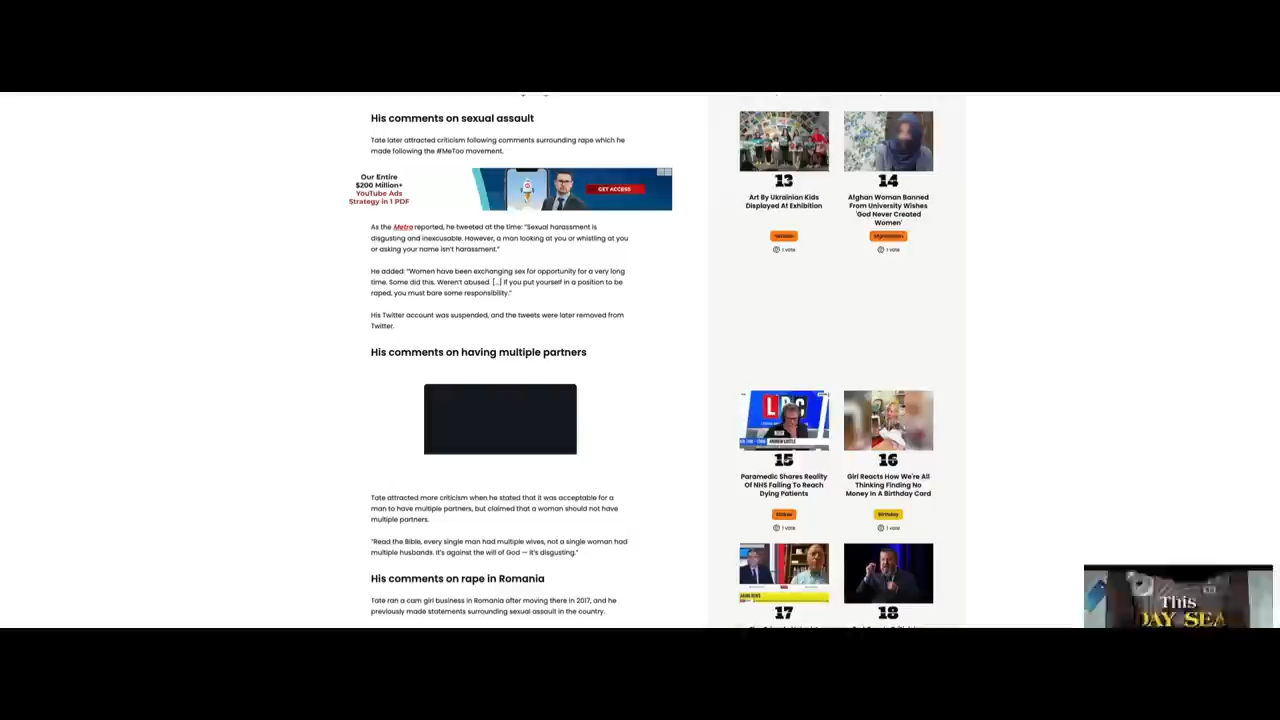 His comments on sexual assault
Tate later attracted criticism following comments surrounding rape which he
made following the #MeToo movement.
Our Entire
$200 Million+
YouTube Ads
Strategy in 1 PDF
GET ACCESS
As the Metro reported, he tweeted at the time: "Sexual harassment is
disgusting and inexcusable. However, a man looking at you or whistling at you
or asking your name isn't harassment."
He added: "Women have been exchanging sex for opportunity for a very long
time. Some did this. Weren't abused. [...] If you put yourself in a position to be
raped, you must bare some responsibility."
His Twitter account was suspended, and the tweets were later removed from
Twitter.
His comments on having multiple partners
Tate attracted more criticism when he stated that it was acceptable for a
man to have multiple partners, but claimed that a woman should not have
multiple partners.
"Read the Bible, every single man had multiple wives, not a single woman had
multiple husbands. It's against the will of God — it's disgusting."
His comments on rape in Romania
Tate ran a cam girl business in Romania after moving there in 2017, and he
previously made statements surrounding sexual assault in the country.
13
Art By Ukrainian Kids
Displayed At Exhibition
1 vote
14
Afghan Woman Banned
From University Wishes
'God Never Created
Women'
Afghanistan
1 vote
LBC
ANDREW CASTLE
15
Paramedic Shares Reality
Of NHS Failing To Reach
Dying Patients
1 vote
16
Girl Reacts How We're All
Thinking Finding No
Money In A Birthday Card
Birthday
1 vote
17
18
This
DAY SEA